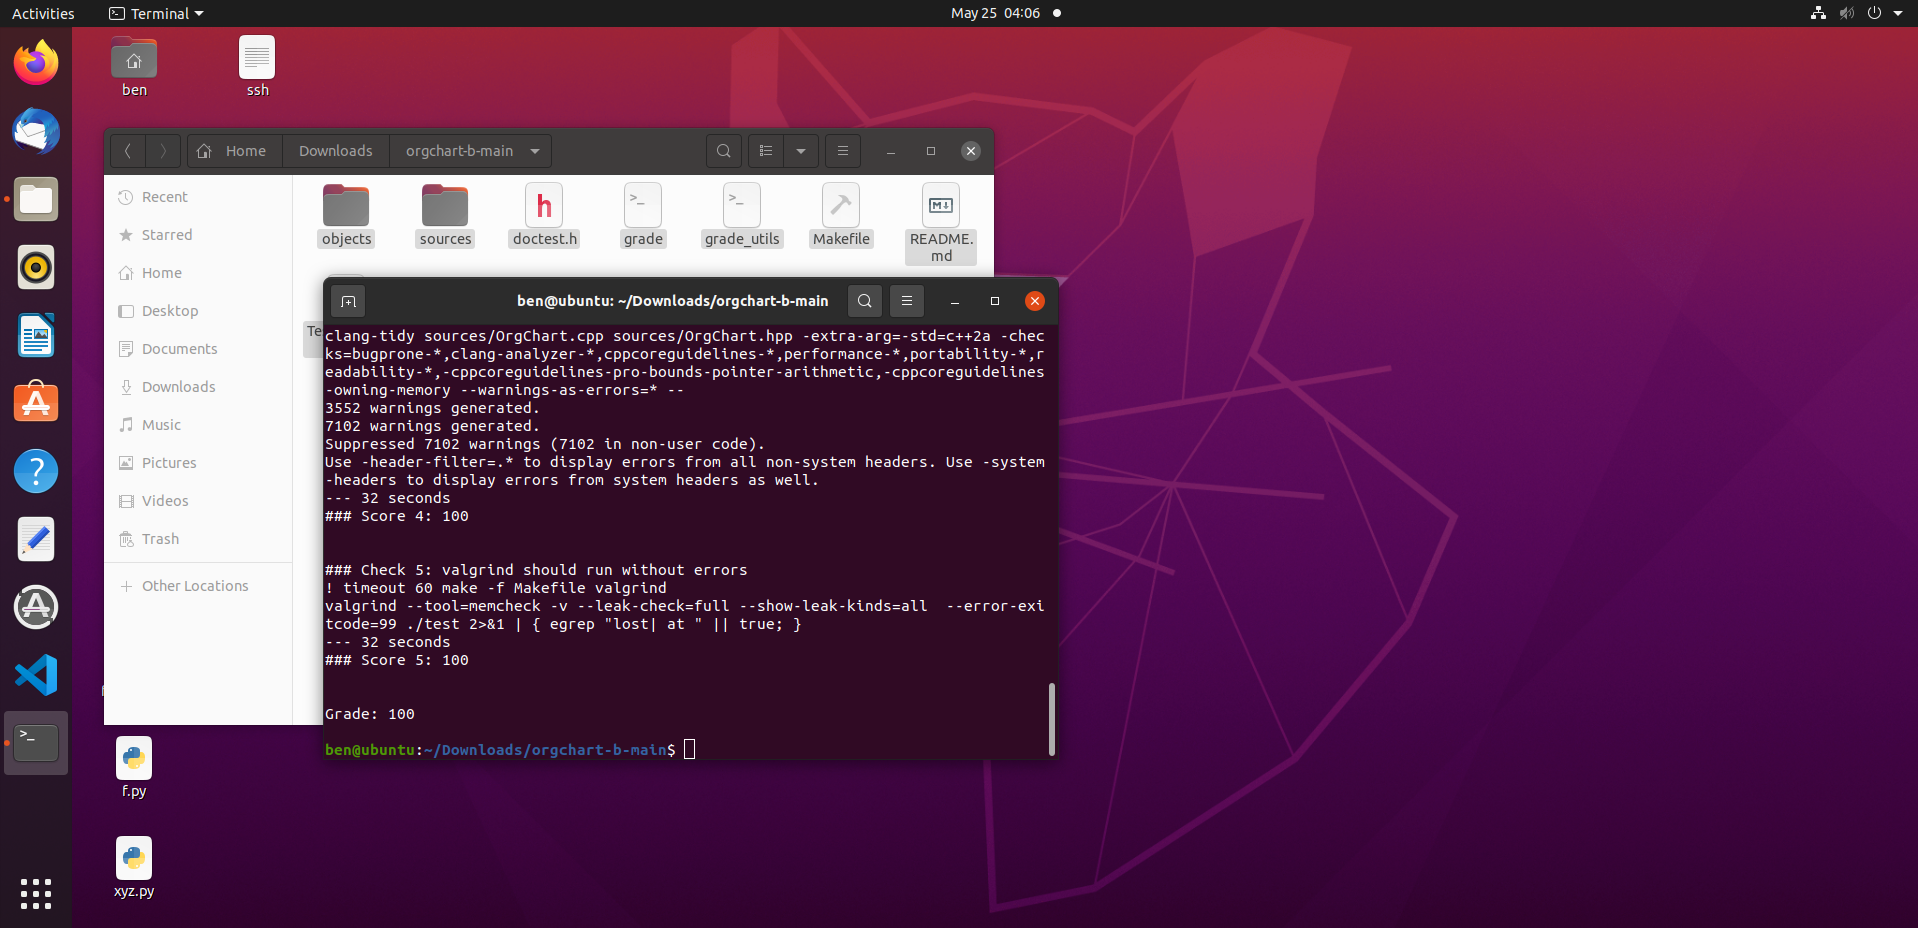 Activities
Terminal
May 25 04:06
ben
ssh
Home
Downloads
orgchart-b-main
Recent
Starred
Home
Desktop
Documents
Downloads
Music
Pictures
Videos
Trash
Other Locations
objects
sources
doctest.h
grade
grade_utils
Makefile
README.
md
Te
ben@ubuntu: ~/Downloads/orgchart-b-main
clang-tidy sources/OrgChart.cpp sources/OrgChart.hpp -extra-arg=-std=c++2a -chec
ks=bugprone-*,clang-analyzer-*,cppcoreguidelines-*,performance-*,portability-*,r
eadability-*,-cppcoreguidelines-pro-bounds-pointer-arithmetic,-cppcoreguidelines
-owning-memory --warnings-as-errors=* --
3552 warnings generated.
7102 warnings generated.
Suppressed 7102 warnings (7102 in non-user code).
Use -header-filter=.* to display errors from all non-system headers. Use -system
-headers to display errors from system headers as well.
--- 32 seconds
### Score 4: 100
### Check 5: valgrind should run without errors
! timeout 60 make -f Makefile valgrind
valgrind --tool=memcheck -v --leak-check=full --show-leak-kinds=all  --error-exi
tcode=99 ./test 2>&1 | { egrep "lost| at " || true; }
--- 32 seconds
### Score 5: 100
Grade: 100
ben@ubuntu:~/Downloads/orgchart-b-main$
f.py
xyz.py